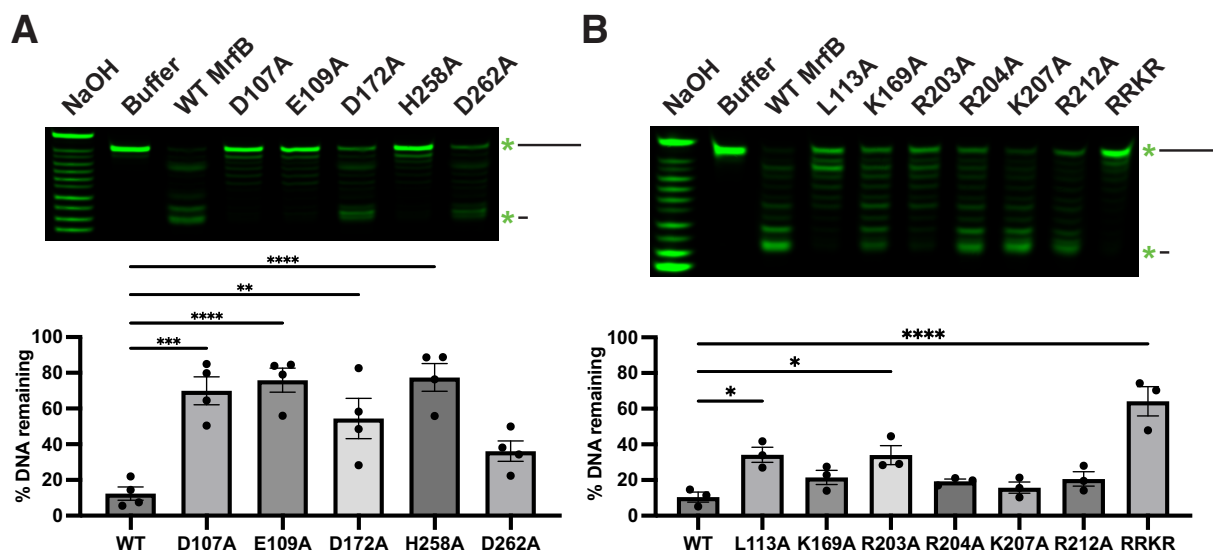 A
NaOH
Buffer
WT MrfB
D107A
E109A
D172A
H258A
D262A
*
*
****
**
****
***
100
80
60
40
20
0
% DNA remaining
WT
D107A
E109A
D172A
H258A
D262A
B
NaOH
Buffer
WT MrfB
L113A
K169A
R203A
R204A
K207A
R212A
RRKR
*
*
****
*
*
100
80
60
40
20
0
% DNA remaining
WT
L113A
K169A
R203A
R204A
K207A
R212A
RRKR